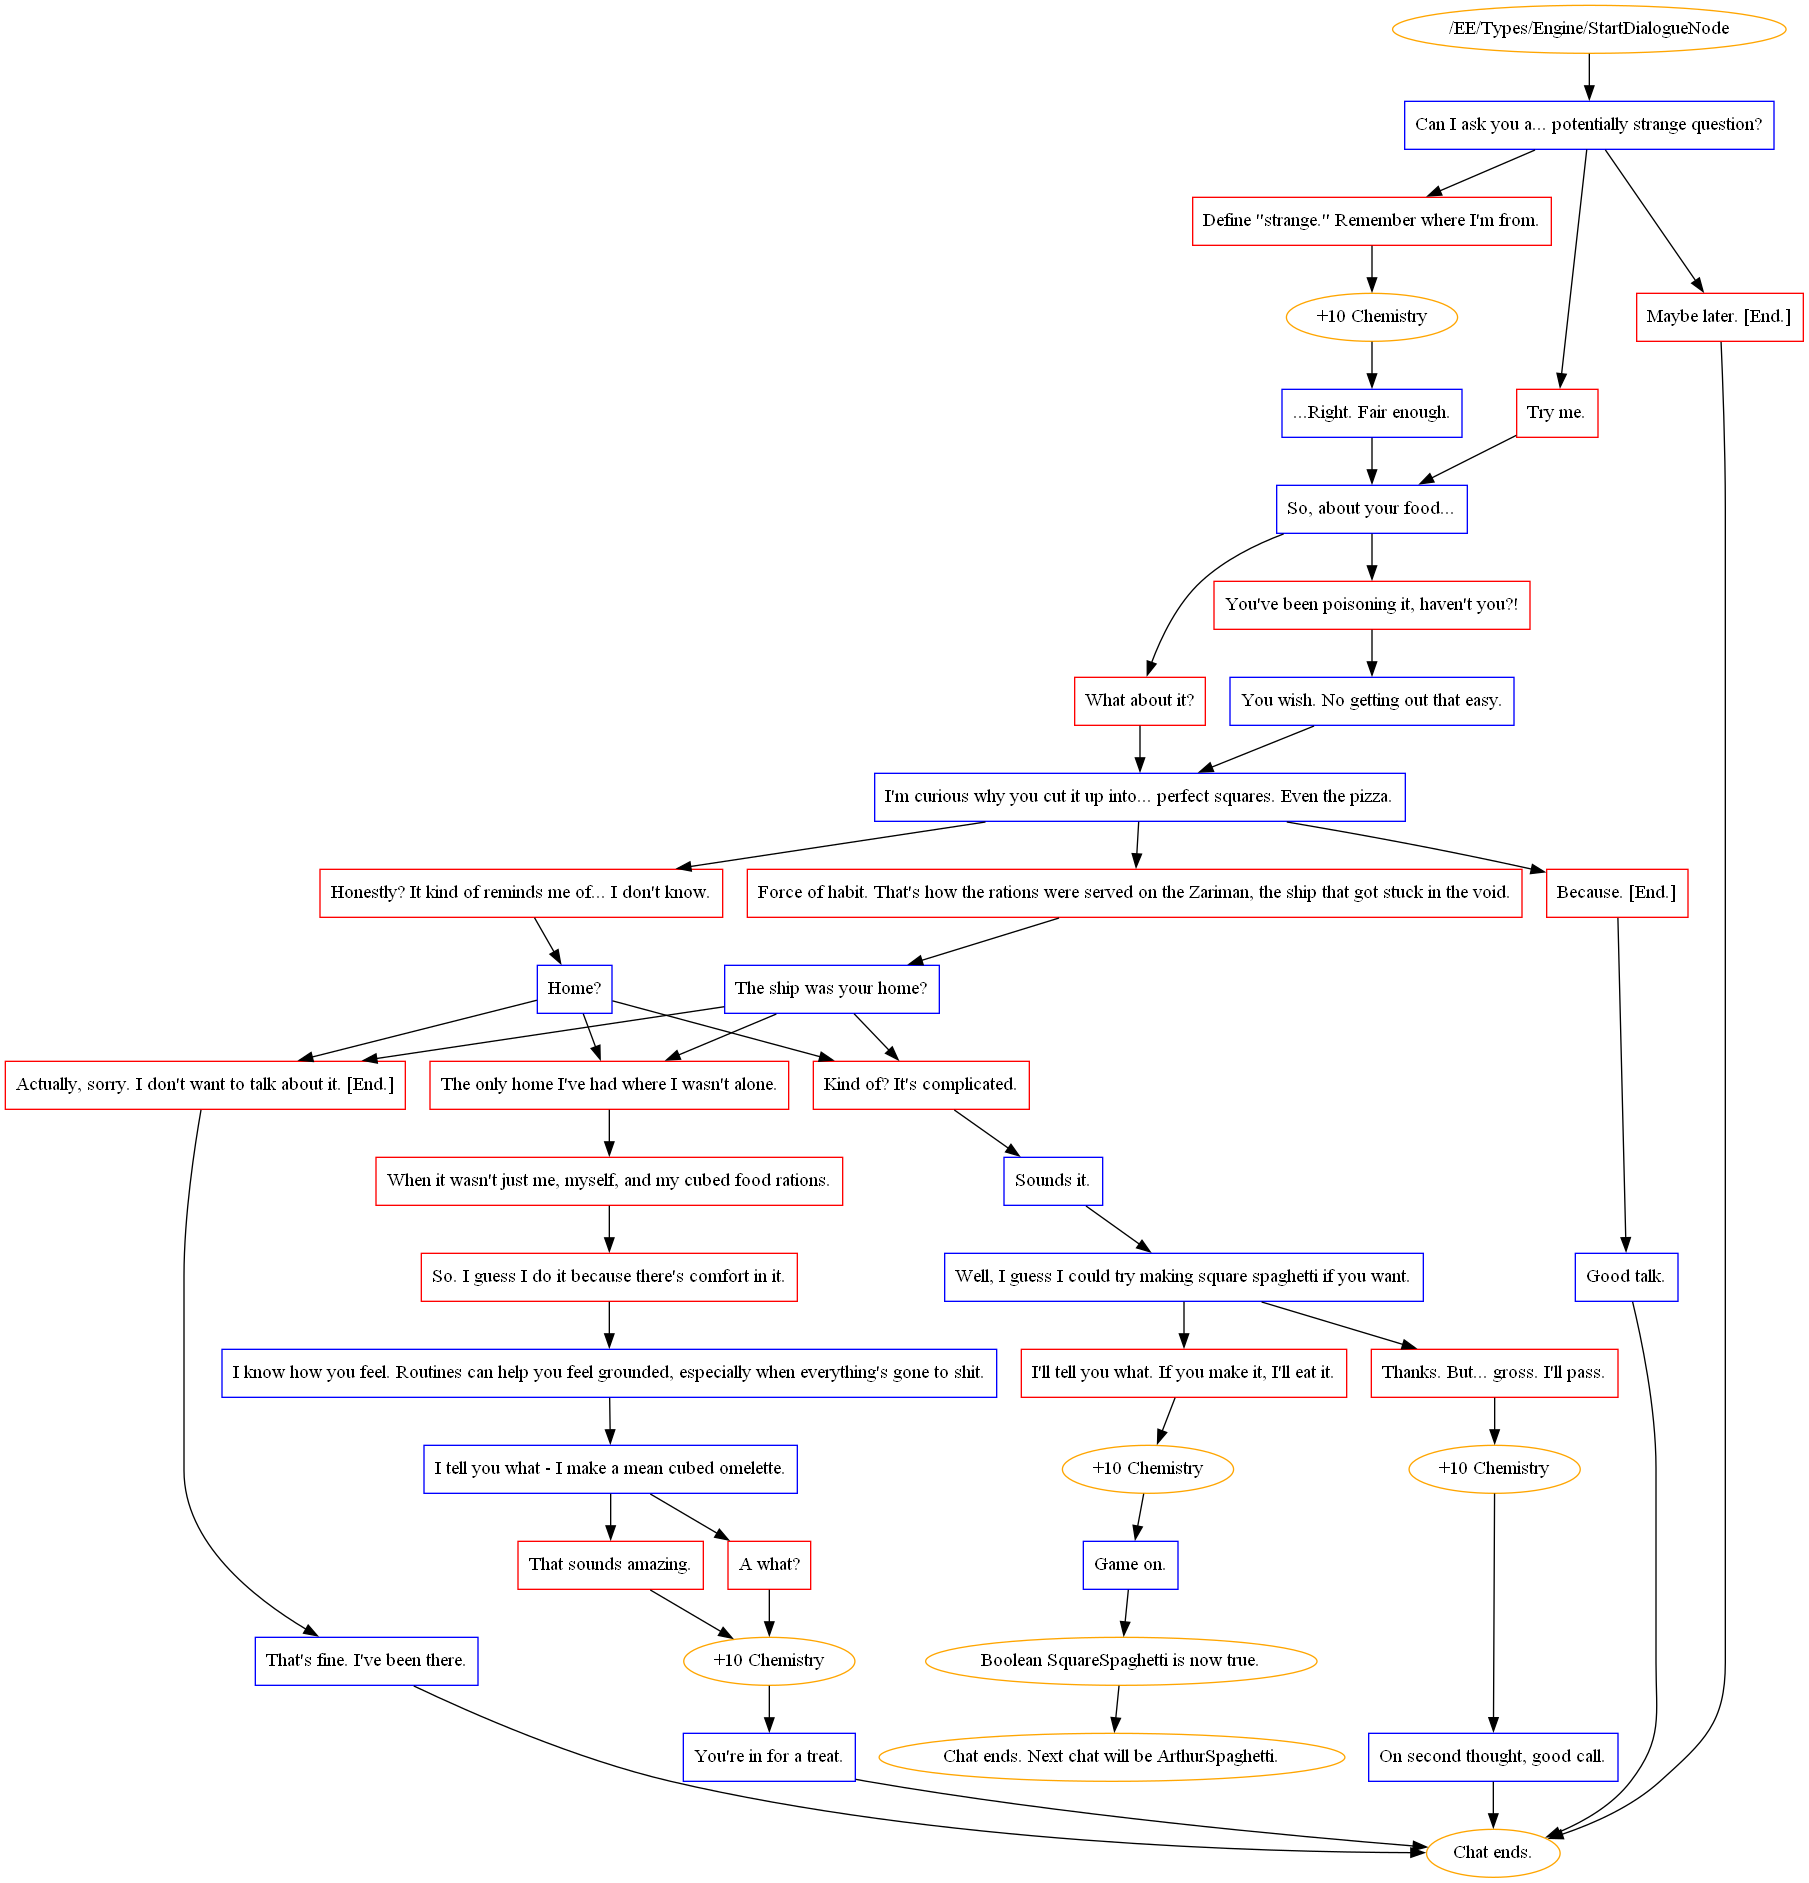 /EE/Types/Engine/StartDialogueNode
Can I ask you a... potentially strange question?
Define "strange." Remember where I'm from.
+10 Chemistry
Maybe later. [End.]
...Right. Fair enough.
Try me.
So, about your food...
You've been poisoning it, haven't you?!
What about it?
You wish. No getting out that easy.
I'm curious why you cut it up into... perfect squares. Even the pizza.
Honestly? It kind of reminds me of... I don't know.
Force of habit. That's how the rations were served on the Zariman, the ship that got stuck in the void.
Because. [End.]
Home?
The ship was your home?
Actually, sorry. I don't want to talk about it. [End.]
The only home I've had where I wasn't alone.
Kind of? It's complicated.
When it wasn't just me, myself, and my cubed food rations.
Sounds it.
So. I guess I do it because there's comfort in it.
Well, I guess I could try making square spaghetti if you want.
Good talk.
I know how you feel. Routines can help you feel grounded, especially when everything's gone to shit.
I'll tell you what. If you make it, I'll eat it.
Thanks. But... gross. I'll pass.
I tell you what - I make a mean cubed omelette.
+10 Chemistry
+10 Chemistry
That sounds amazing.
A what?
Game on.
That's fine. I've been there.
+10 Chemistry
Boolean SquareSpaghetti is now true.
You're in for a treat.
Chat ends. Next chat will be ArthurSpaghetti.
On second thought, good call.
Chat ends.